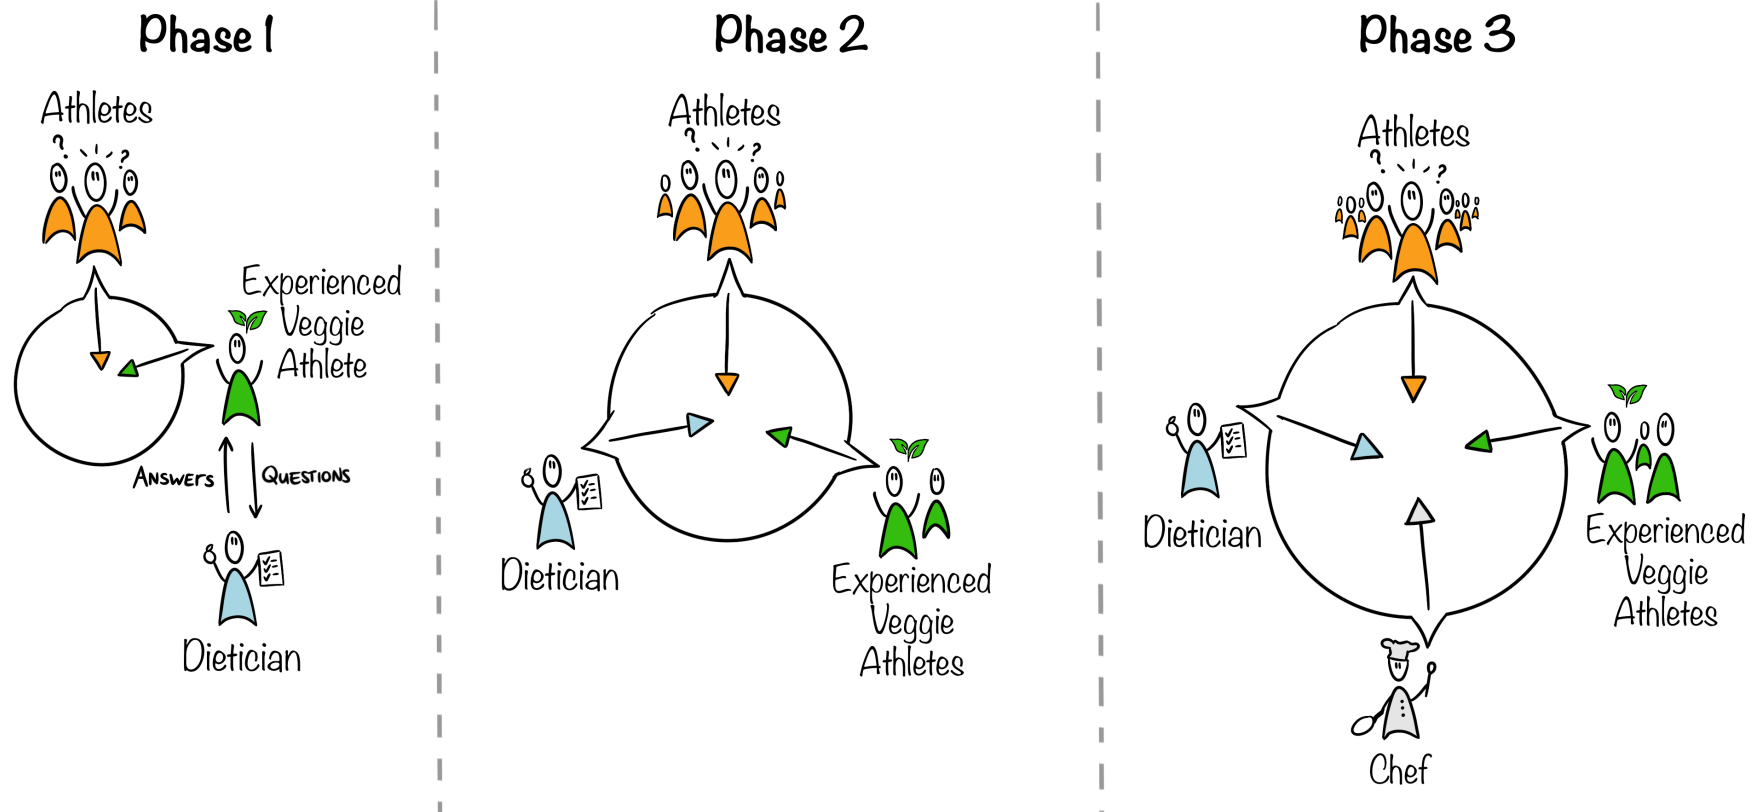 Phase 1
Athletes
? ?
Experienced
Veggie
Athlete
ANSWERS
QUESTIONS
Dietician
Phase 2
Athletes
? ?
Dietician
Experienced
Veggie
Athletes
Phase 3
Athletes
? ?
Dietician
Experienced
Veggie
Athletes
Chef